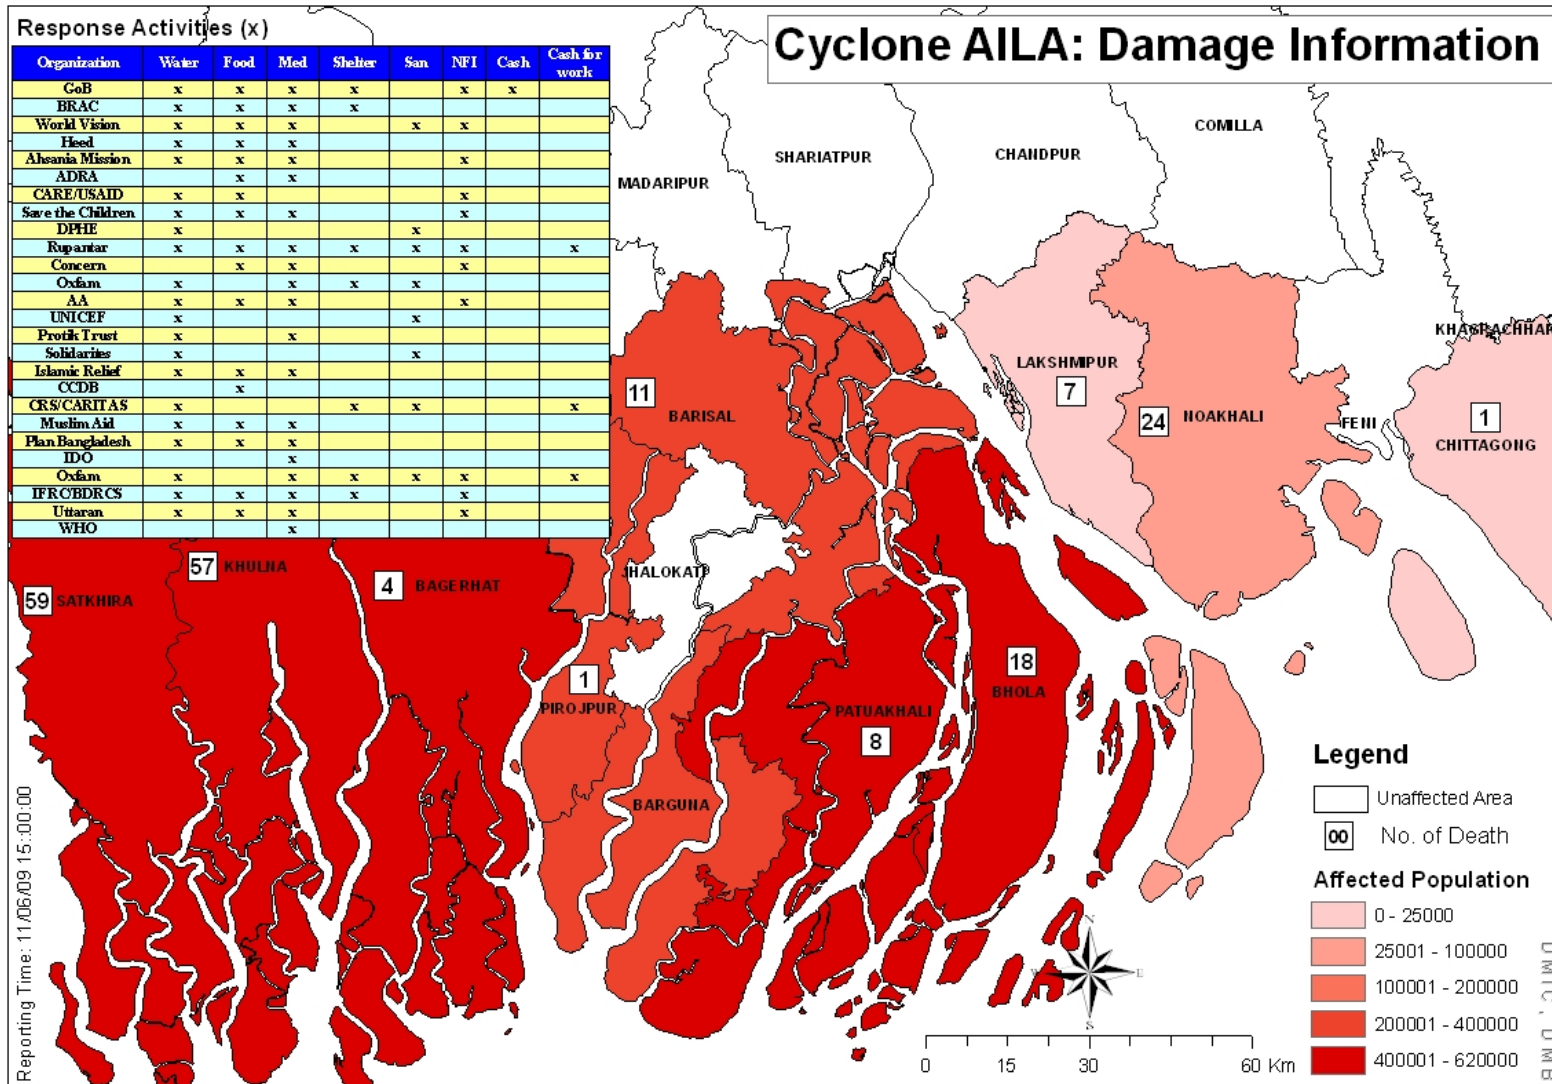 Response Activities (x)
Cyclone AILA: Damage Information
Organization Water Food Med Shelter San NFI Cash Cash for work
GoB x x x x x x
BRAC x x x x
World Vision x x x x x
Heed x x x
Ahsania Mission x x x x
ADRA x x
CARE/USAID x x x
Save the Children x x x x
DPHE x x
Rupantar x x x x x x x
Concern x x x
Oxfam x x x x
AA x x x x
UNICEF x x
Protik Trust x x
Solidarites x x
Islamic Relief x x x
CCDB x
CRS/CARITAS x x x x
Muslim Aid x x x
Plan Bangladesh x x x
IDO x
Oxfam x x x x x x
IFRC/BDRCS x x x x x
Uttaran x x x x
WHO x
COMILLA
CHANDPUR
SHARIATPUR
MADARIPUR
KHAGRACHHAR
LAKSHMIPUR
7
11
BARISAL
24
NOAKHALI
FENI
1
CHITTAGONG
57 KHULNA
JHALOKATI
4 BAGERHAT
59 SATKHIRA
18
BHOLA
1
PIROJPUR
PATUAKHALI
8
BARGUNA
Legend
Unaffected Area
00 No. of Death
Affected Population
0 - 25000
25001 - 100000
100001 - 200000
200001 - 400000
400001 - 620000
N
W E
S
0 15 30 60 Km
Reporting Time: 11/06/09 15:00:00
DMIC, DMB